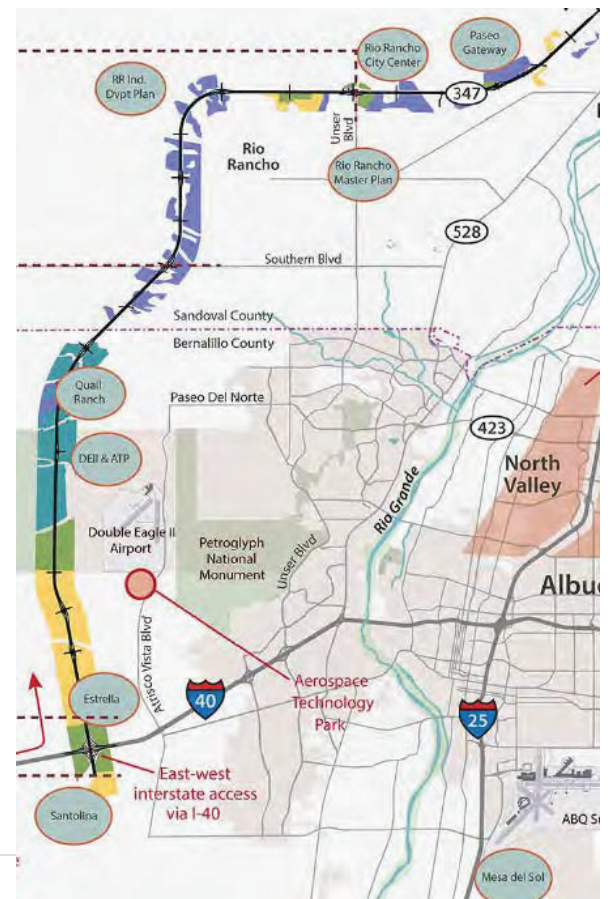 Paseo
Gateway
Rio Rancho
City Center
RR Ind.
Dvpt Plan
347
Unser
Blvd
Rio
Rancho
Rio Rancho
Master Plan
528
Southern Blvd
Sandoval County
Bernalillo County
Quail
Ranch
Paseo Del Norte
423
DEII & ATP
North
Valley
Rio Grande
Double Eagle II
Airport
Petroglyph
National
Monument
Unser Blvd
Albu
Atrisco Vista Blvd
Aerospace
Technology
Park
Estrella
40
25
East-west
interstate access
via I-40
Santolina
ABQ Su
Mesa del Sol